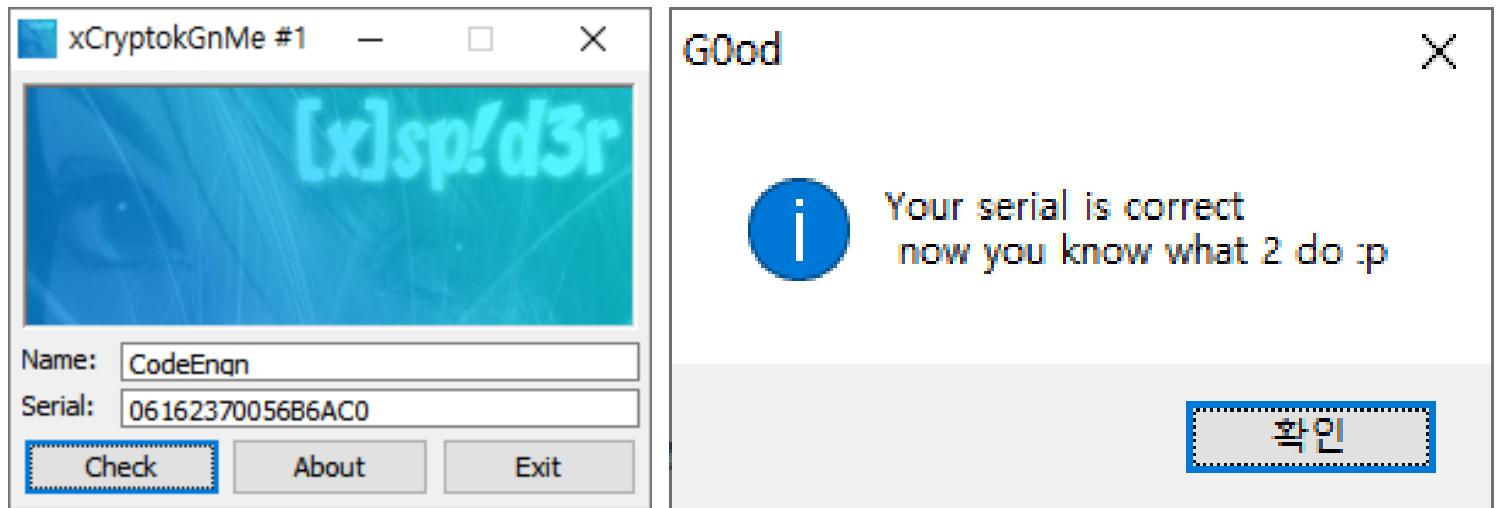 xCryptokGnMe #1
[x]sp!d3r
Name:
CodeEngn
Serial:
06162370056B6AC0
Check
About
Exit
G0od
Your serial is correct
now you know what 2 do :p
확인